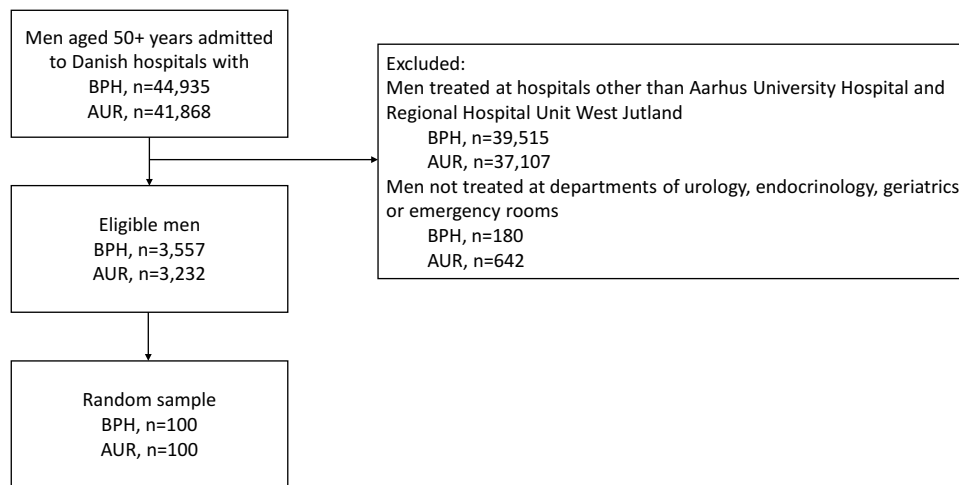 Men aged 50+ years admitted
to Danish hospitals with
BPH, n=44,935
AUR, n=41,868
Excluded:
Men treated at hospitals other than Aarhus University Hospital and
Regional Hospital Unit West Jutland
BPH, n=39,515
AUR, n=37,107
Men not treated at departments of urology, endocrinology, geriatrics
or emergency rooms
BPH, n=180
AUR, n=642
Eligible men
BPH, n=3,557
AUR, n=3,232
Random sample
BPH, n=100
AUR, n=100